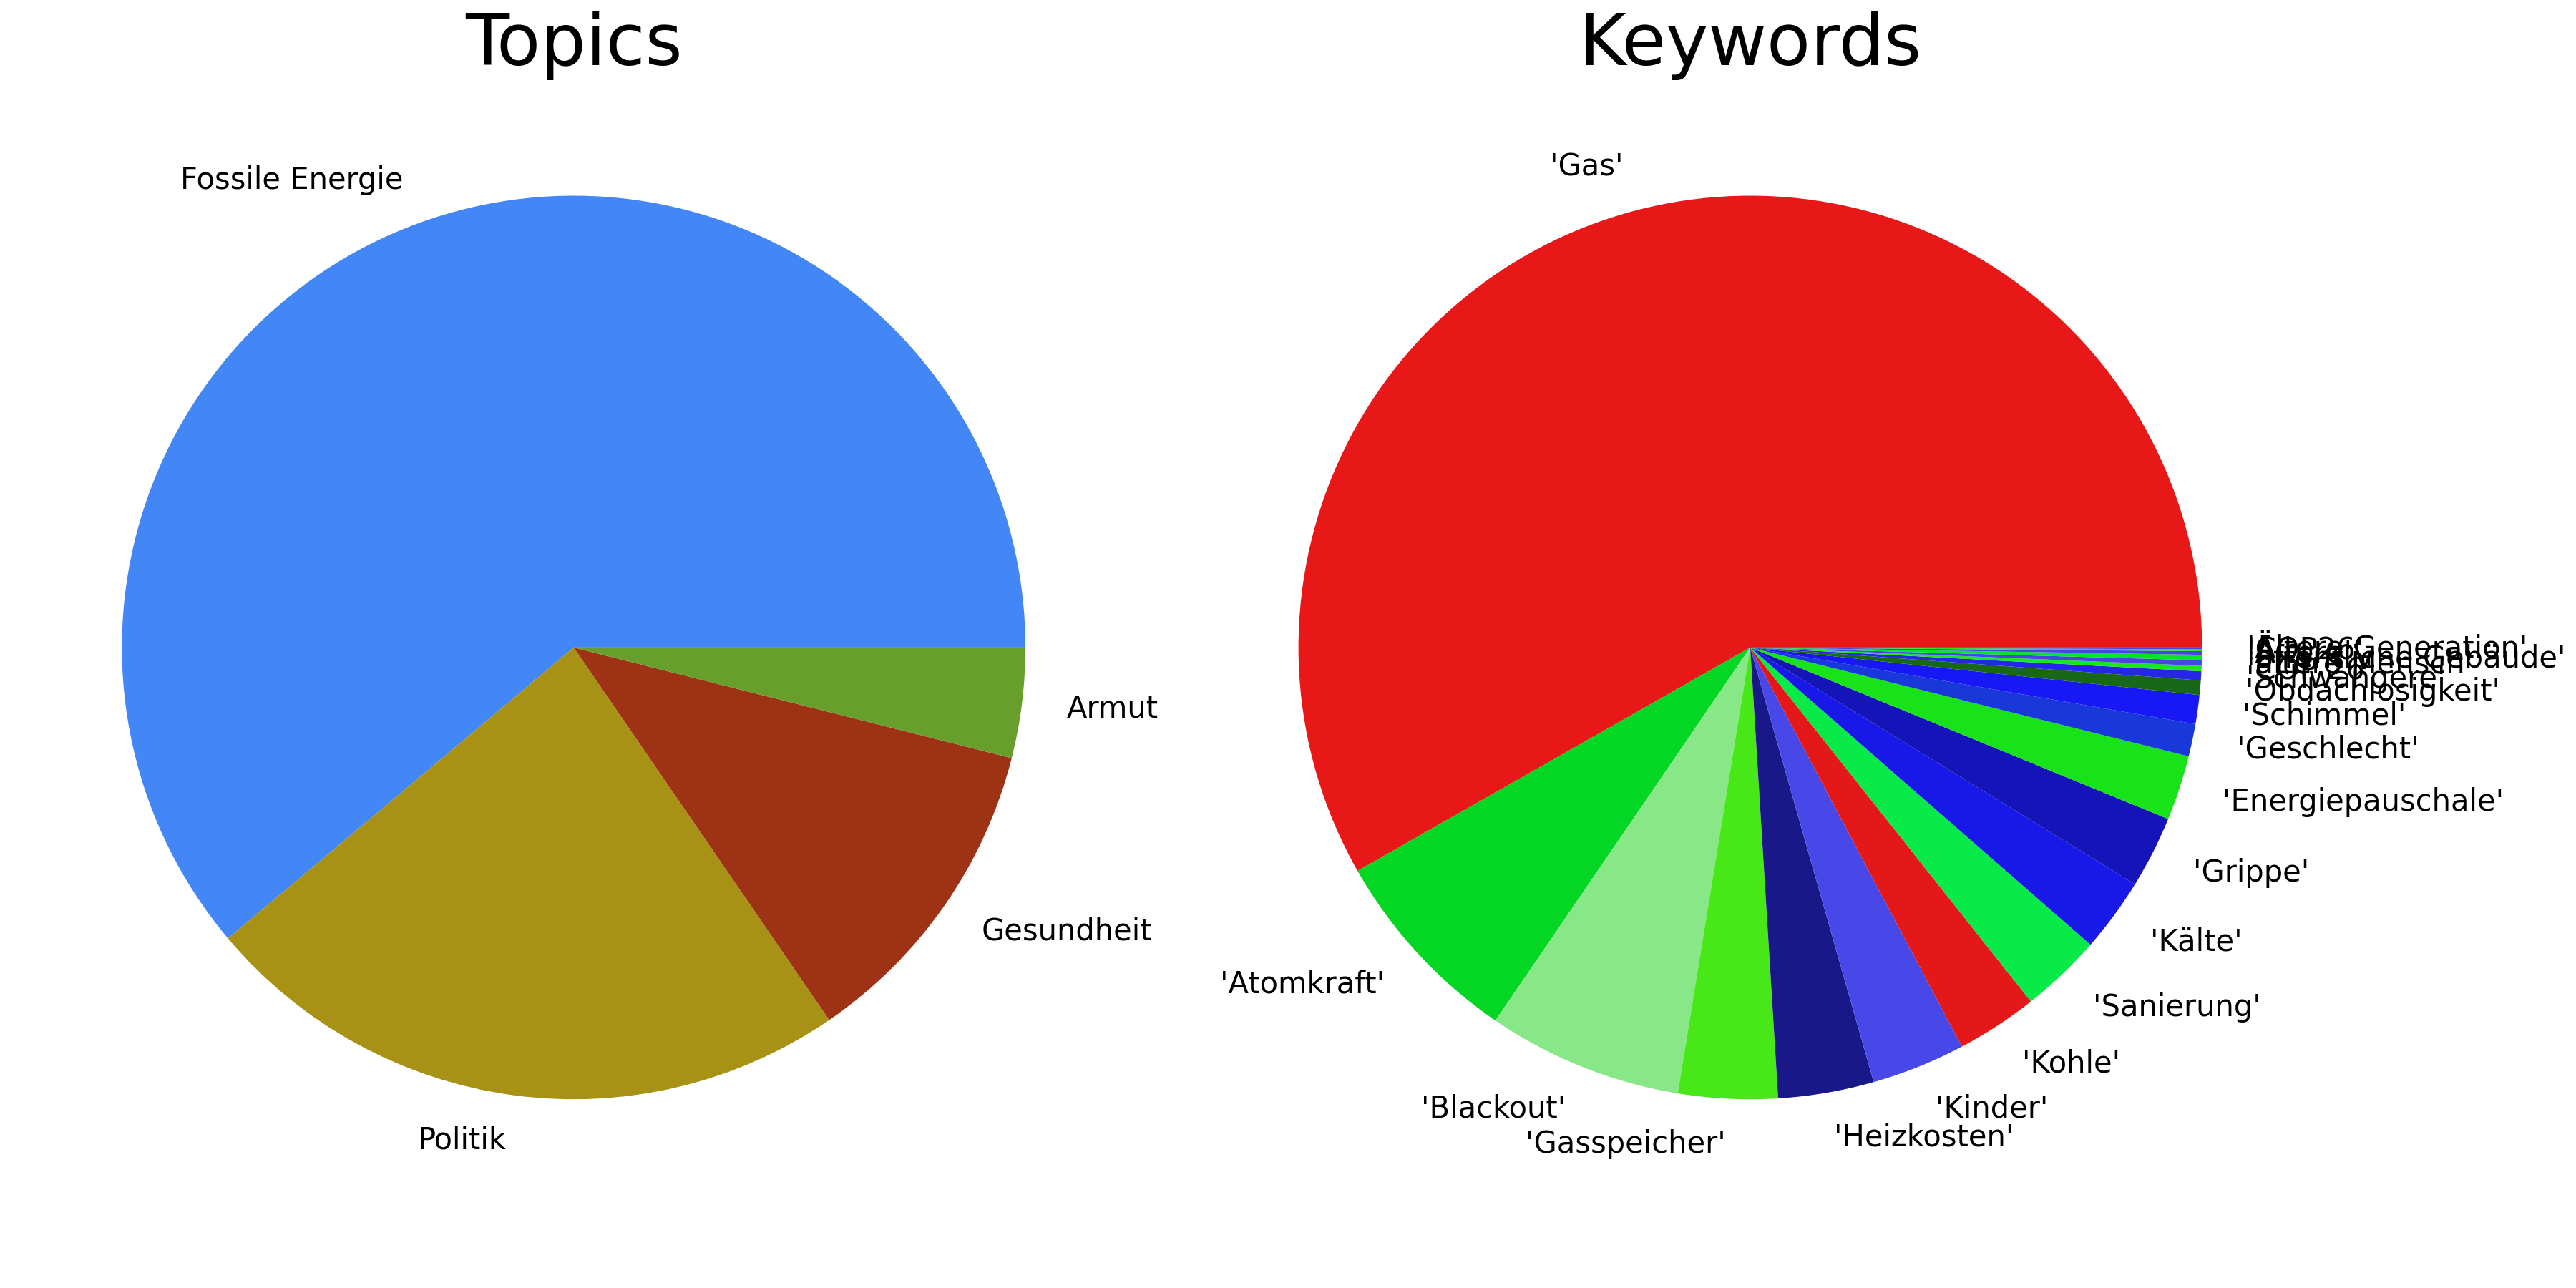 Topics
Fossile Energie
Armut
Gesundheit
Politik
Keywords
'Gas'
'Obdachlosigkeit'
'Schimmel'
'Geschlecht'
'Energiepauschale'
'Grippe'
'Kälte'
'Sanierung'
'Kohle'
'Kinder'
'Heizkosten'
'Gasspeicher'
'Blackout'
'Atomkraft'